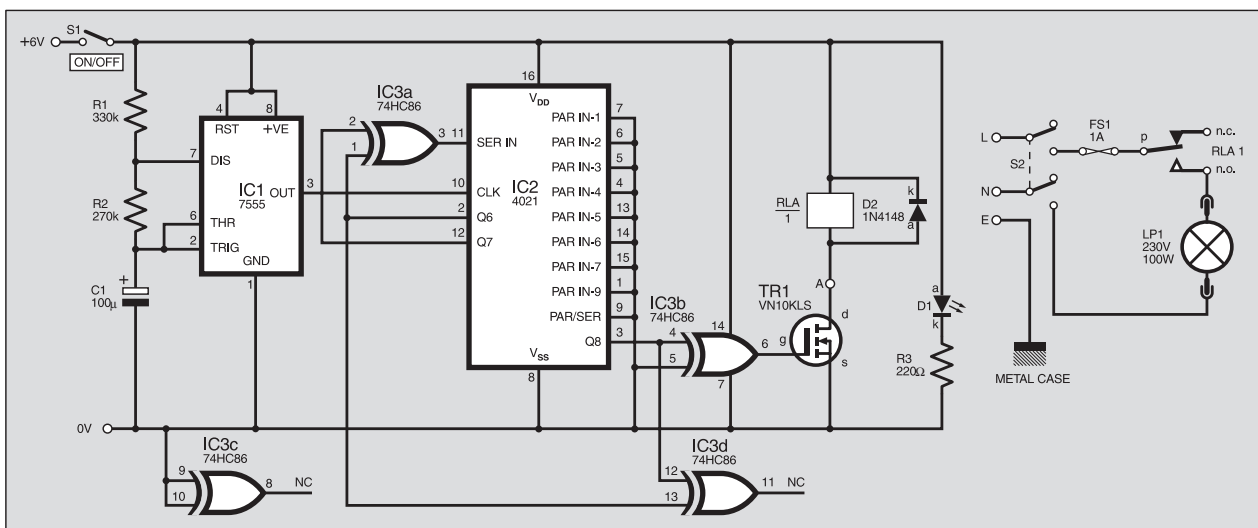 +6V
S1
ON/OFF
R1
330k
R2
270k
C1
100µ
+
0V
4
8
RST
+VE
7
DIS
IC1
7555
OUT
3
6
THR
2
TRIG
GND
1
IC3a
74HC86
2
1
3
16
VDD
11
SER IN
10
CLK
2
Q6
12
Q7
IC2
4021
PAR IN-1
7
PAR IN-2
6
PAR IN-3
5
PAR IN-4
4
PAR IN-5
13
PAR IN-6
14
PAR IN-7
15
PAR IN-9
1
PAR/SER
9
Q8
3
VSS
8
IC3b
74HC86
4
5
14
6
7
RLA
1
k
D2
1N4148
a
A
TR1
VN10KLS
g
d
s
a
D1
k
R3
220Ω
L
N
E
S2
FS1
1A
p
n.c.
RLA 1
n.o.
LP1
230V
100W
METAL CASE
IC3c
74HC86
9
10
8
NC
IC3d
74HC86
12
13
11
NC